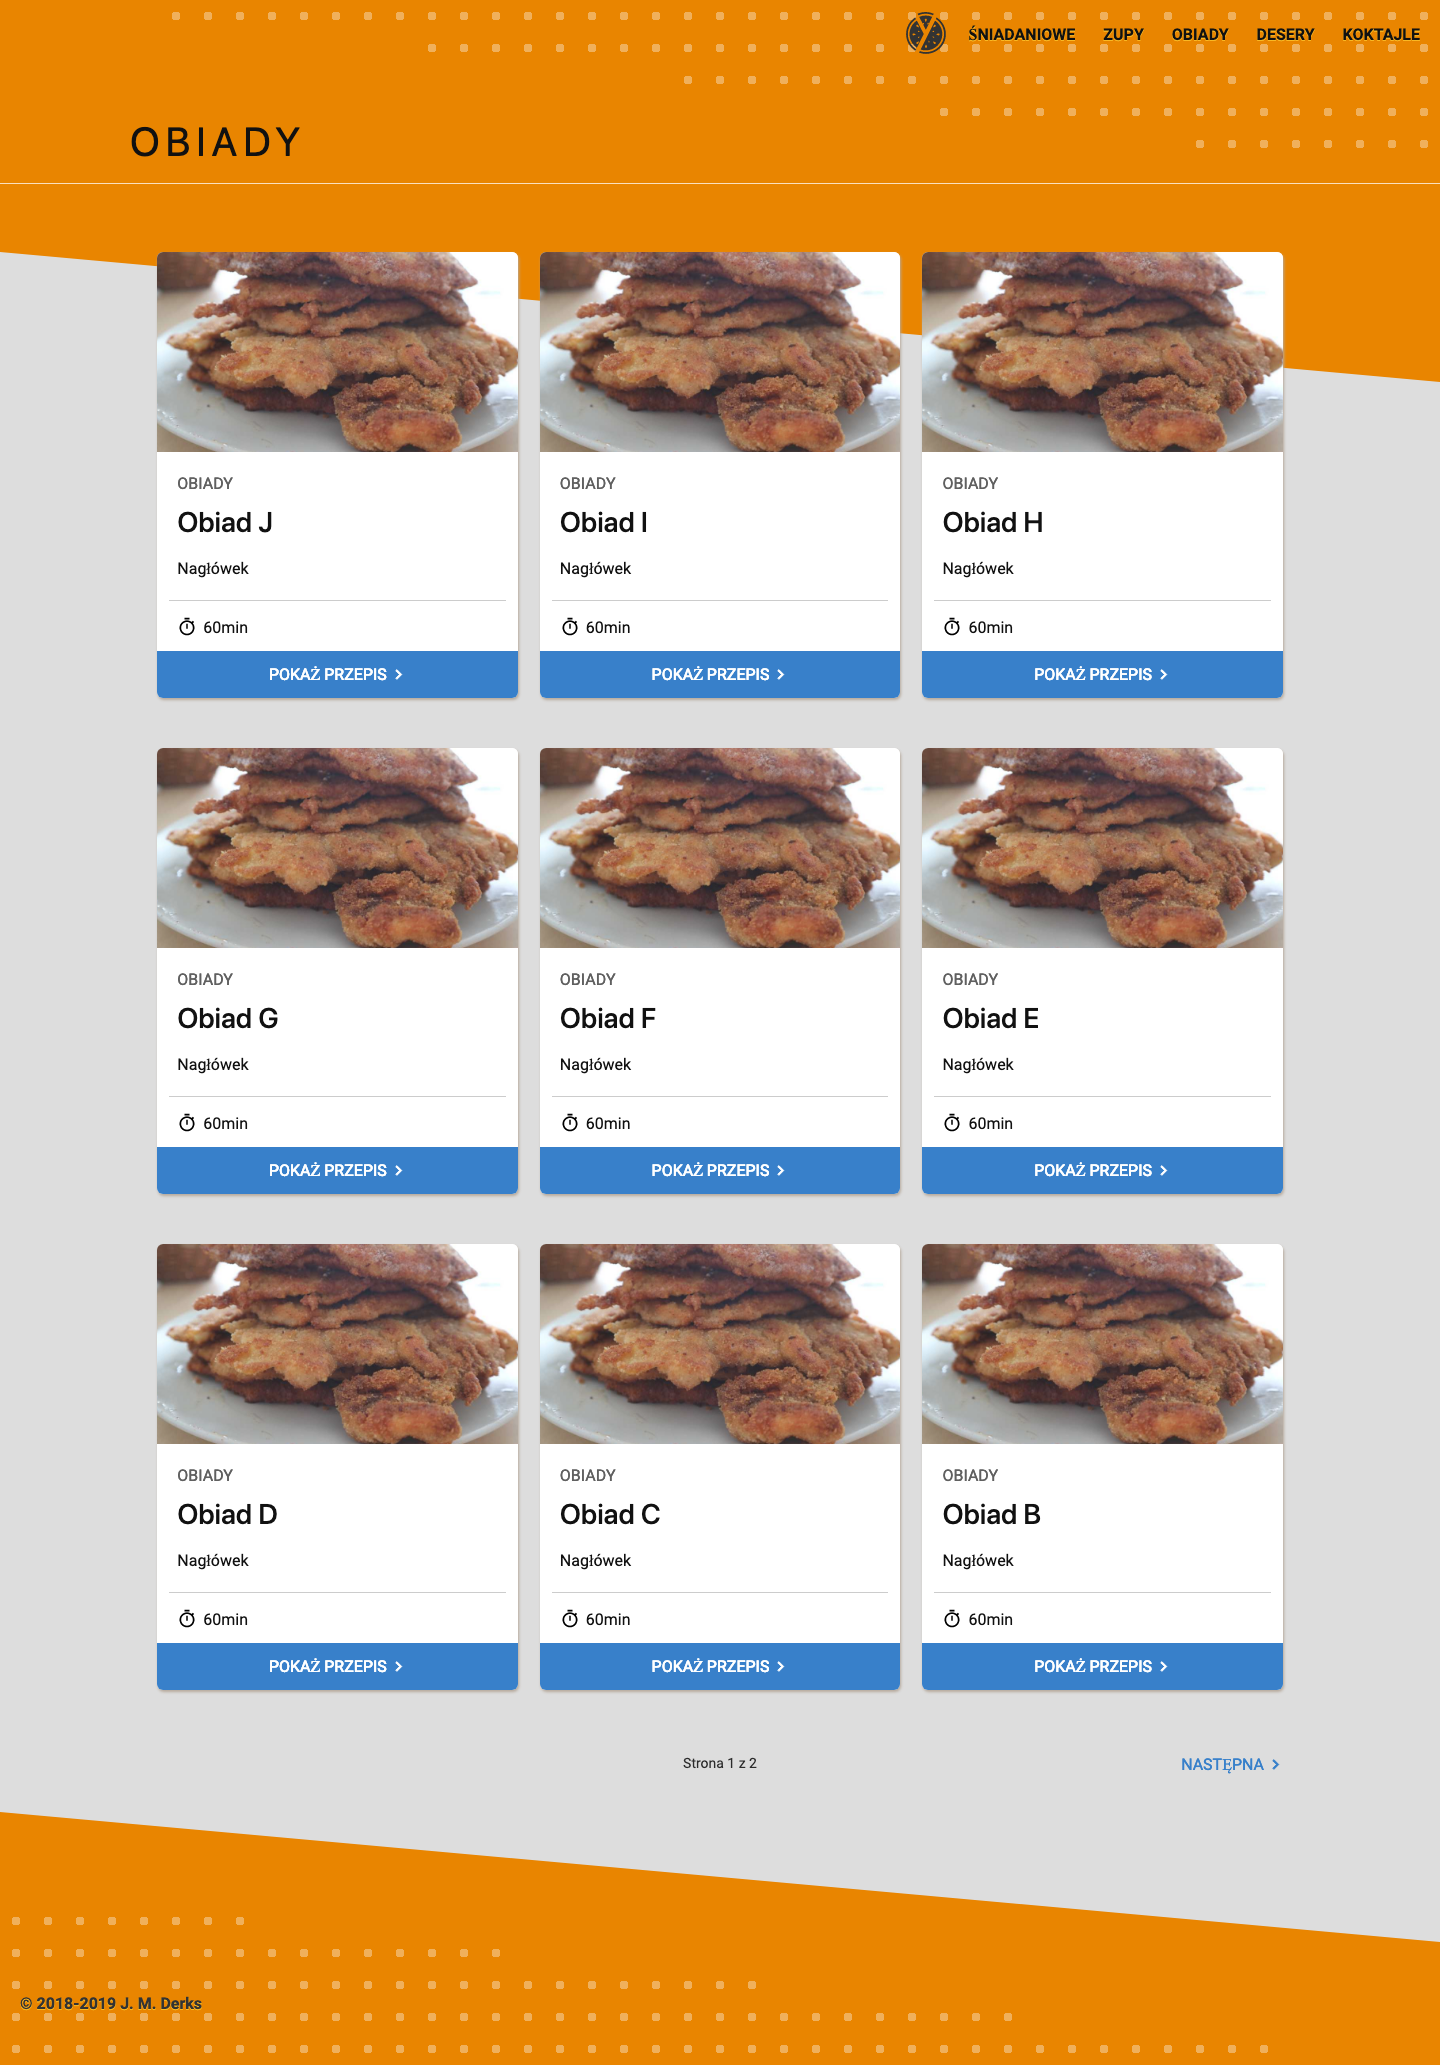 ŚNIADANIOWE ZUPY OBIADY DESERY KOKTAJLE
OBIADY
OBIADY
Obiad J
Nagłówek
60min
POKAŻ PRZEPIS
OBIADY
Obiad I
Nagłówek
60min
POKAŻ PRZEPIS
OBIADY
Obiad H
Nagłówek
60min
POKAŻ PRZEPIS
OBIADY
Obiad G
Nagłówek
60min
POKAŻ PRZEPIS
OBIADY
Obiad F
Nagłówek
60min
POKAŻ PRZEPIS
OBIADY
Obiad E
Nagłówek
60min
POKAŻ PRZEPIS
OBIADY
Obiad D
Nagłówek
60min
POKAŻ PRZEPIS
OBIADY
Obiad C
Nagłówek
60min
POKAŻ PRZEPIS
OBIADY
Obiad B
Nagłówek
60min
POKAŻ PRZEPIS
Strona 1 z 2
NASTĘPNA
© 2018-2019 J. M. Derks